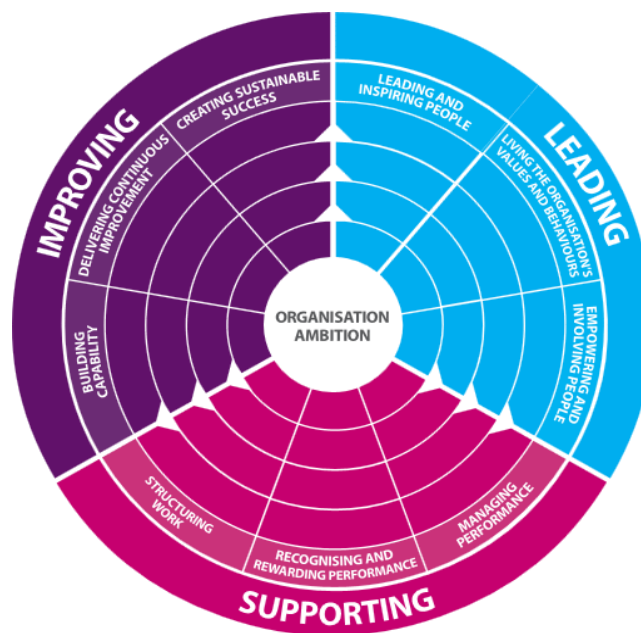 IMPROVING
CREATING SUSTAINABLE
SUCCESS
DELIVERING CONTINUOUS
IMPROVEMENT
BUILDING
CAPABILITY
LEADING
LEADING AND
INSPIRING PEOPLE
LIVING THE ORGANISATION'S
VALUES AND BEHAVIOURS
EMPOWERING AND
INVOLVING PEOPLE
ORGANISATION
AMBITION
STRUCTURING
WORK
RECOGNISING AND
REWARDING PERFORMANCE
MANAGING
PERFORMANCE
SUPPORTING